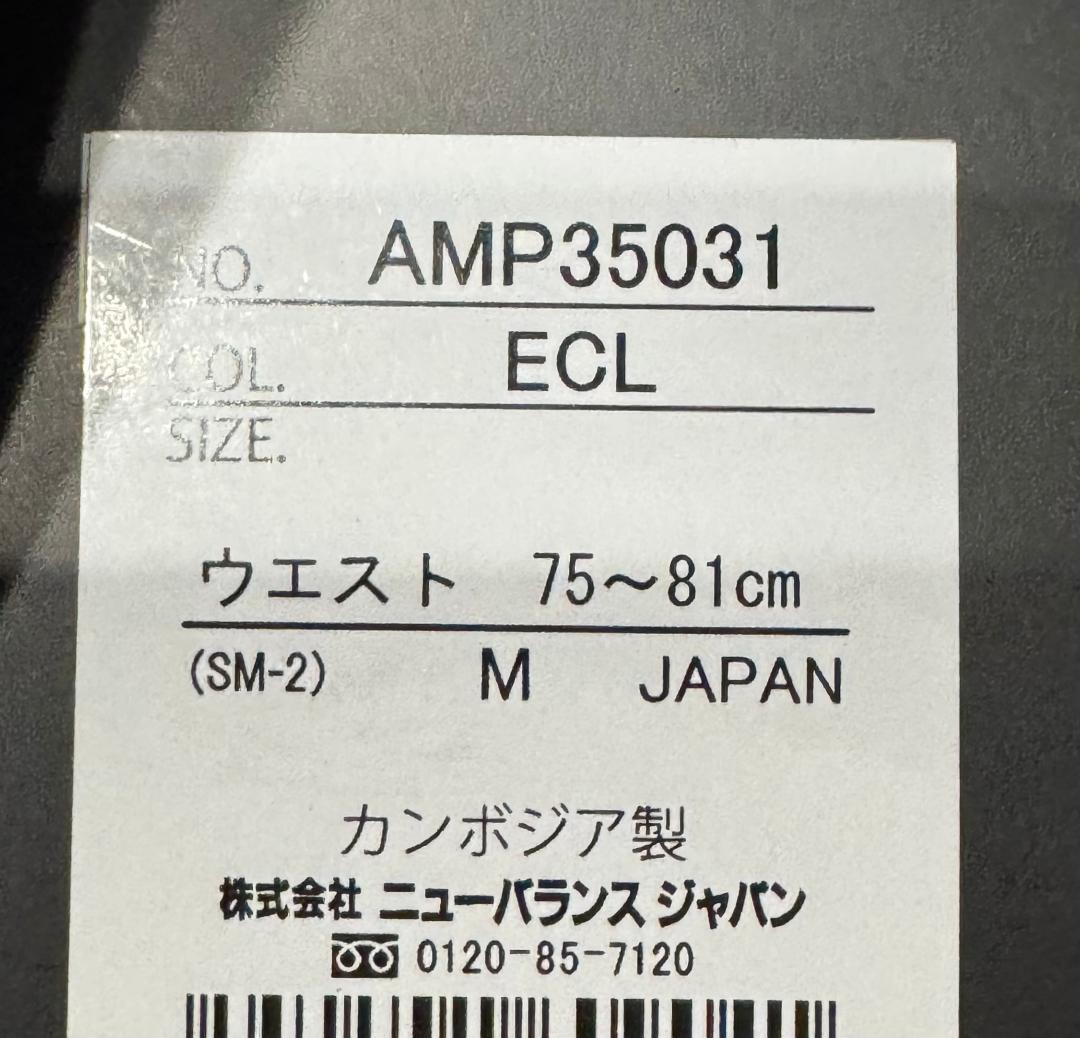 NO. AMP35031
COL. ECL
SIZE.
ウエスト 75〜81cm
(SM-2) M JAPAN
カンボジア製
株式会社 ニューバランス ジャパン
0120-85-7120